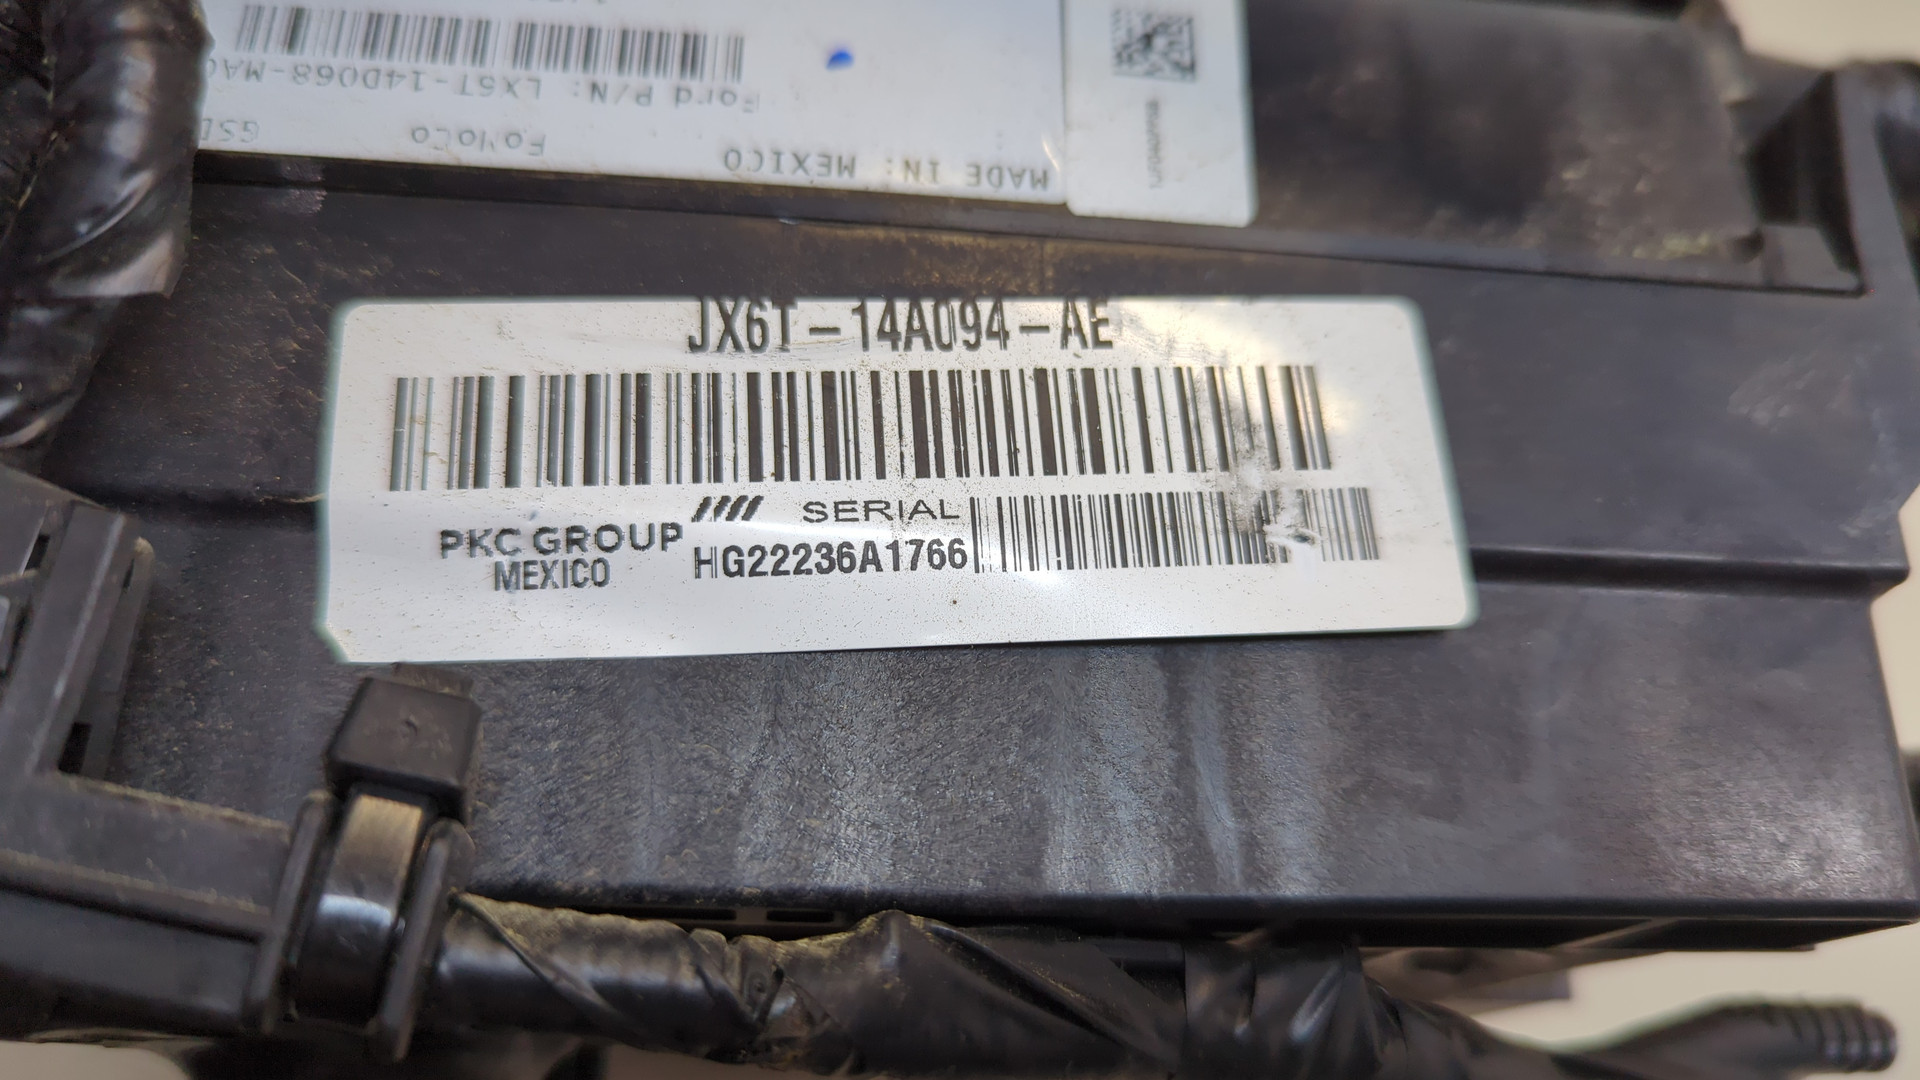 Ford P/N: LX6T-14D068-MA
FoMoCo
MADE IN: MEXICO
JX6T-14A094-AE
PKC GROUP
MEXICO
SERIAL
HG22236A1766